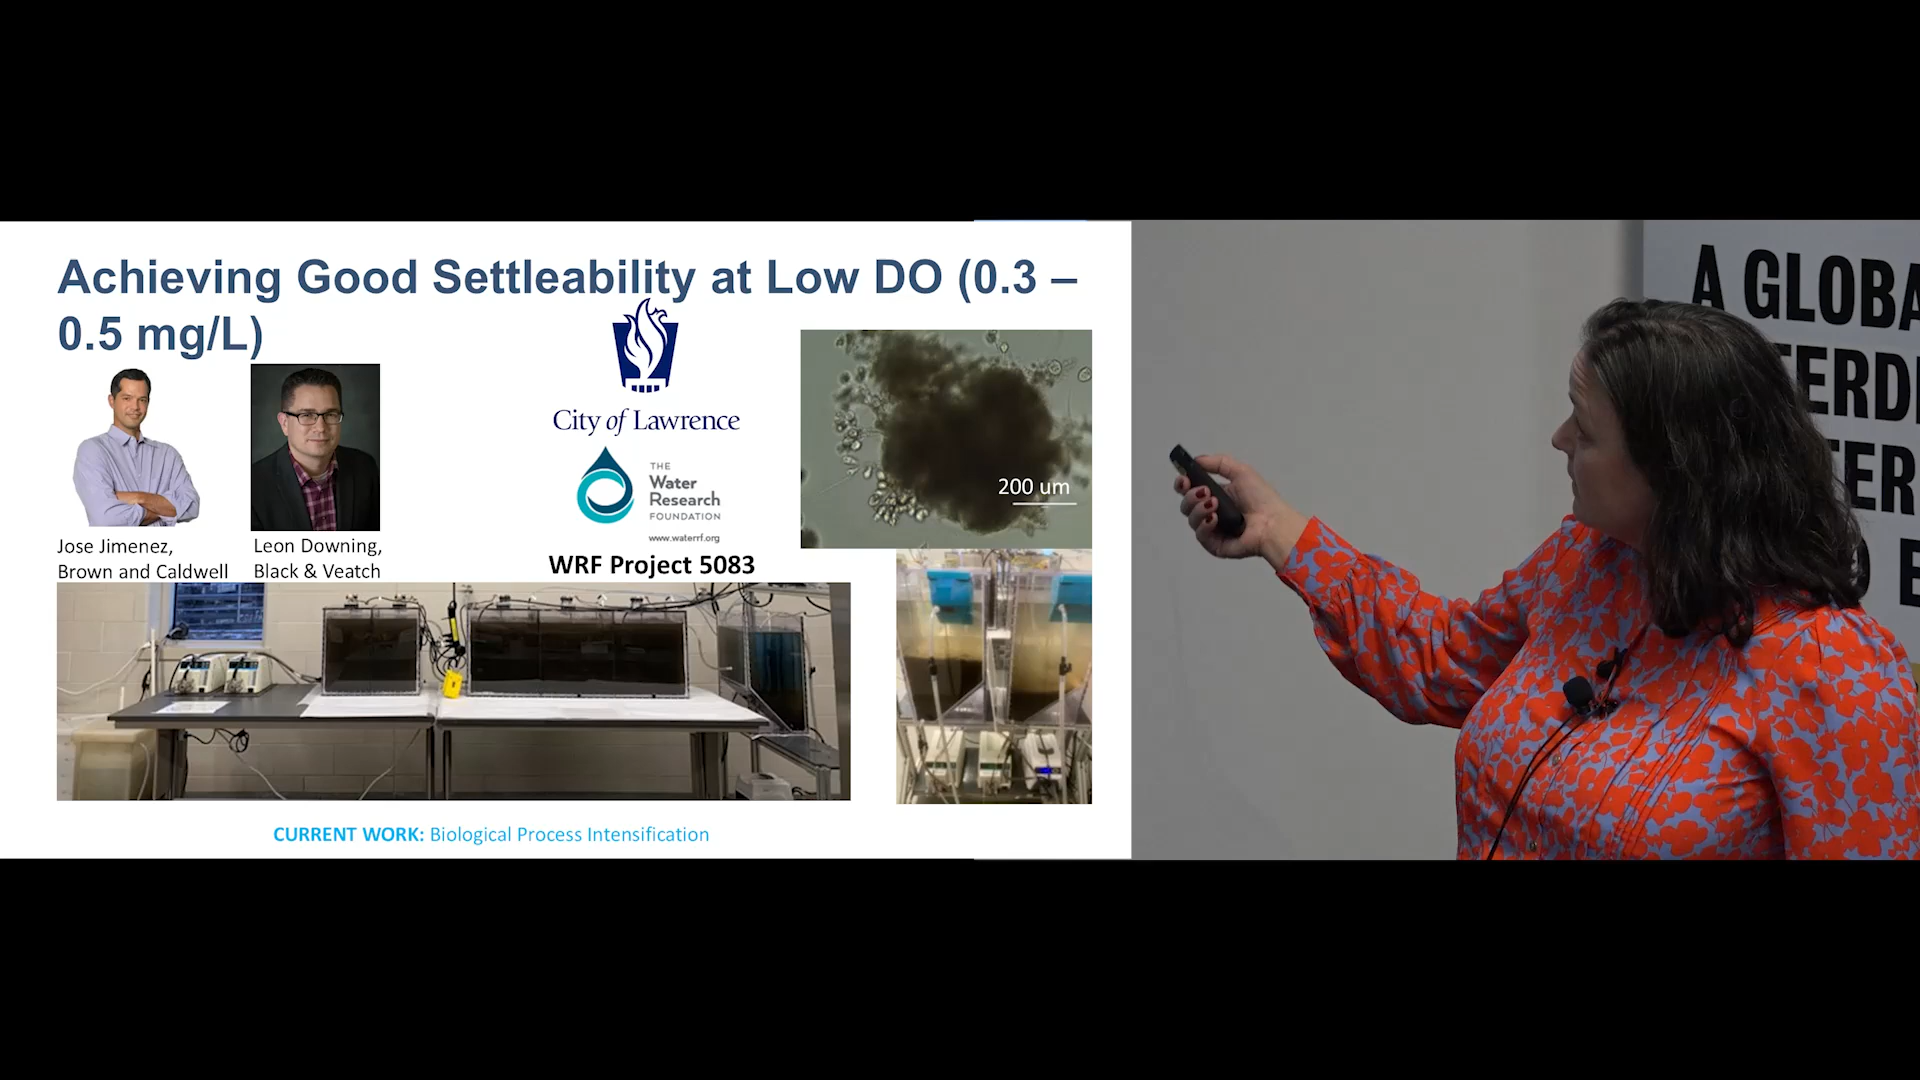 Achieving Good Settleability at Low DO (0.3 –
0.5 mg/L)
City of Lawrence
THE
Water
Research
FOUNDATION
www.waterrf.org
WRF Project 5083
200 um
Jose Jimenez,
Brown and Caldwell
Leon Downing,
Black & Veatch
CURRENT WORK: Biological Process Intensification
A GLOBA
ERD
TER